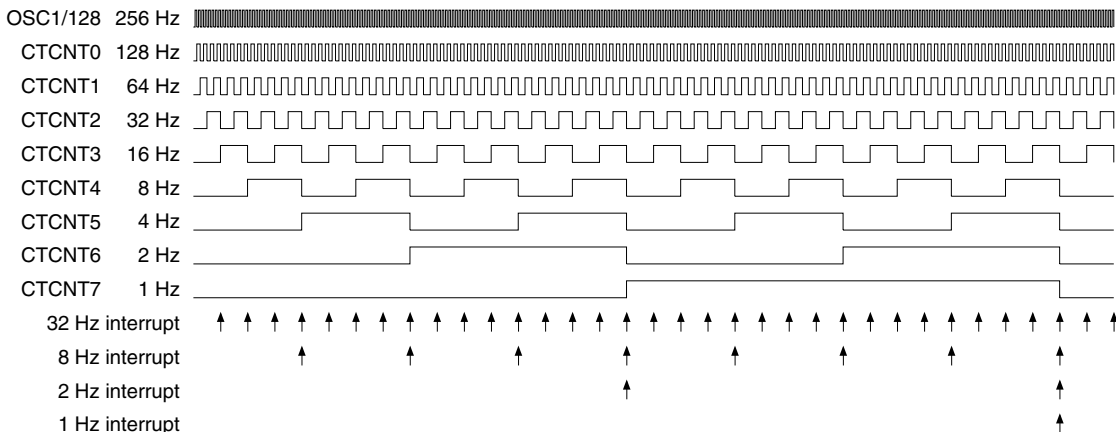 OSC1/128 256 Hz
CTCNT0 128 Hz
CTCNT1 64 Hz
CTCNT2 32 Hz
CTCNT3 16 Hz
CTCNT4 8 Hz
CTCNT5 4 Hz
CTCNT6 2 Hz
CTCNT7 1 Hz
32 Hz interrupt
8 Hz interrupt
2 Hz interrupt
1 Hz interrupt